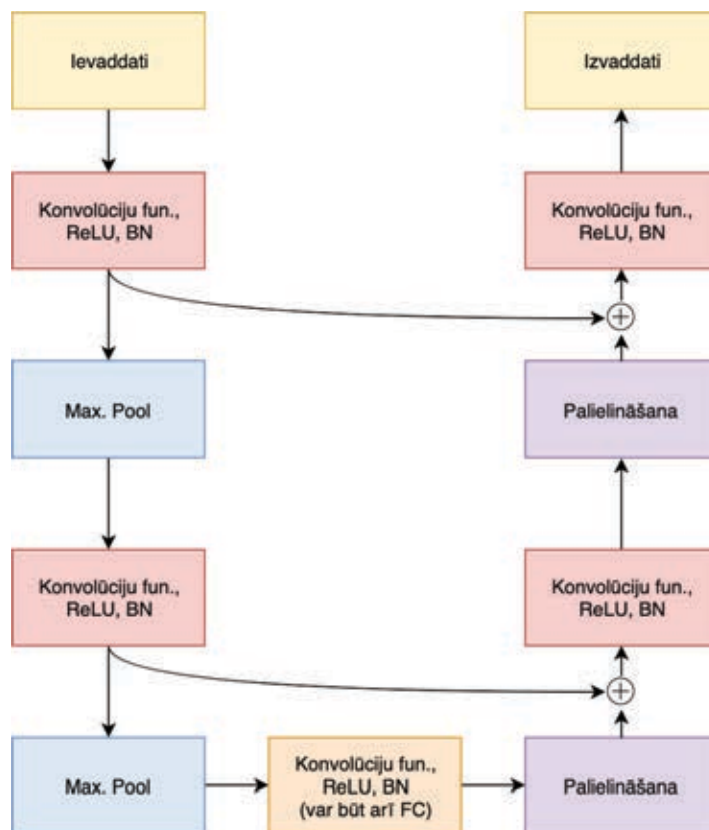 Ievaddati
Izvaddati
Konvolūciju fun.,
ReLU, BN
Konvolūciju fun.,
ReLU, BN
Max. Pool
Palielināšana
Konvolūciju fun.,
ReLU, BN
Konvolūciju fun.,
ReLU, BN
Max. Pool
Konvolūciju fun.,
ReLU, BN
(var būt arī FC)
Palielināšana